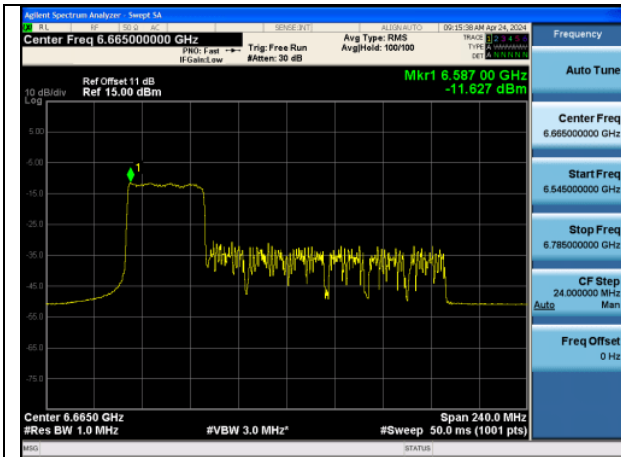 Agilent Spectrum Analyzer - Swept SA
RL RF 50 Ω AC SENSE:INT ALIGN AUTO 09:15:38 AM Apr 24, 2024
Center Freq 6.665000000 GHz
PNO: Fast
IFGain:Low
Trig: Free Run
#Atten: 30 dB
Avg Type: RMS
Avg|Hold: 100/100
TRACE 1 2 3 4 5 6
TYPE A WWWWW
DET A N N N N N
Ref Offset 11 dB
10 dB/div Ref 15.00 dBm
Log
Mkr1 6.587 00 GHz
-11.627 dBm
5.00
-5.00
1
-15.0
-25.0
-35.0
-45.0
-55.0
-65.0
-75.0
Center 6.6650 GHz Span 240.0 MHz
#Res BW 1.0 MHz #VBW 3.0 MHz* #Sweep 50.0 ms (1001 pts)
MSG STATUS
Frequency
Auto Tune
Center Freq
6.665000000 GHz
Start Freq
6.545000000 GHz
Stop Freq
6.785000000 GHz
CF Step
24.000000 MHz
Auto Man
Freq Offset
0 Hz